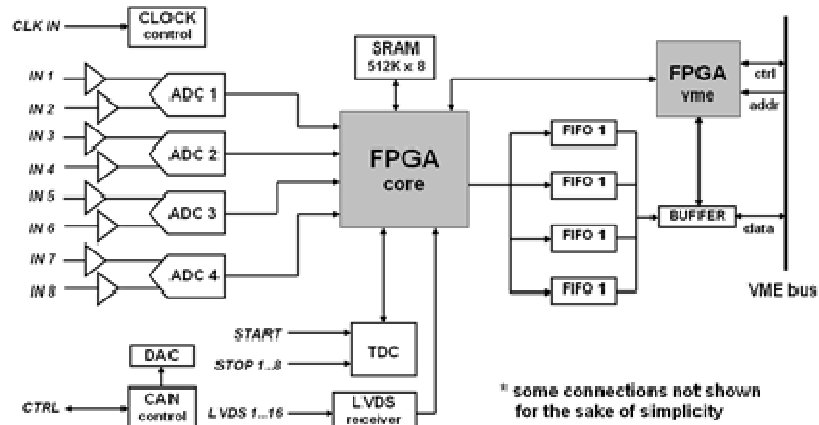 CLK IN
CLOCK
control
SRAM
512K x 8
FPGA
vme
ctrl
addr
IN 1
IN 2
ADC 1
IN 3
IN 4
ADC 2
IN 5
IN 6
ADC 3
IN 7
IN 8
ADC 4
FPGA
core
FIFO 1
FIFO 1
FIFO 1
FIFO 1
BUFIFER
data
VME bus
START
STOP 1..8
TDC
DAC
CTRL
CAN
control
LVDS 1...16
LVDS
receiver
* some connections not shown
for the sake of simplicity